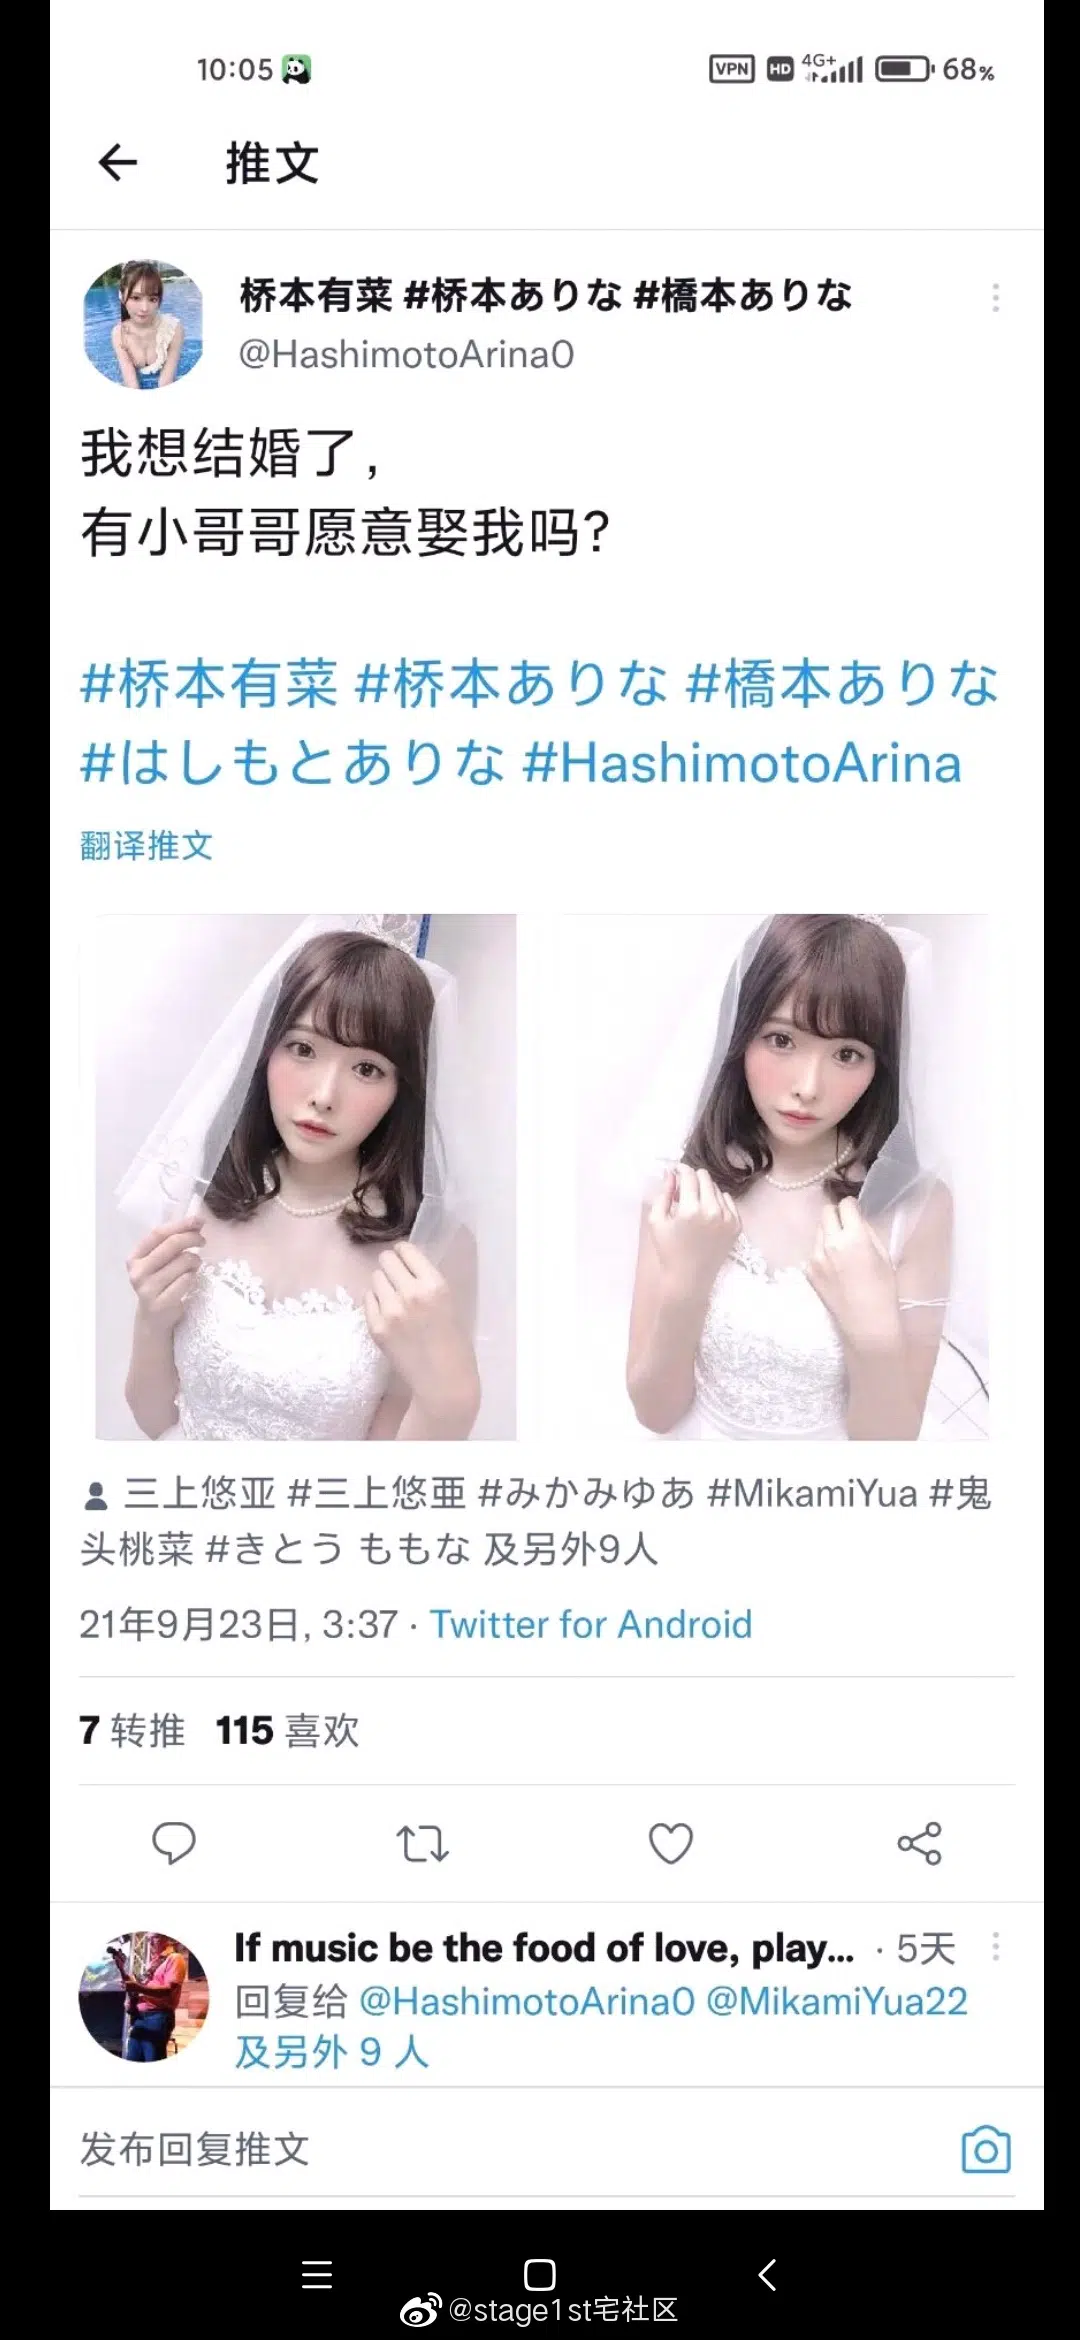 10:05 VPN HD 4G+ 68%
推文
桥本有菜 #桥本ありな #橋本ありな
@HashimotoArina0
我想结婚了,
有小哥哥愿意娶我吗?
#桥本有菜 #桥本ありな #橋本ありな
#はしもとありな #HashimotoArina
翻译推文
三上悠亚 #三上悠亜 #みかみゆあ #MikamiYua #鬼
头桃菜 #きとう ももな 及另外9人
21年9月23日, 3:37 · Twitter for Android
7 转推 115 喜欢
If music be the food of love, play... · 5天
回复给 @HashimotoArina0 @MikamiYua22
及另外 9 人
发布回复推文
@stage1st宅社区